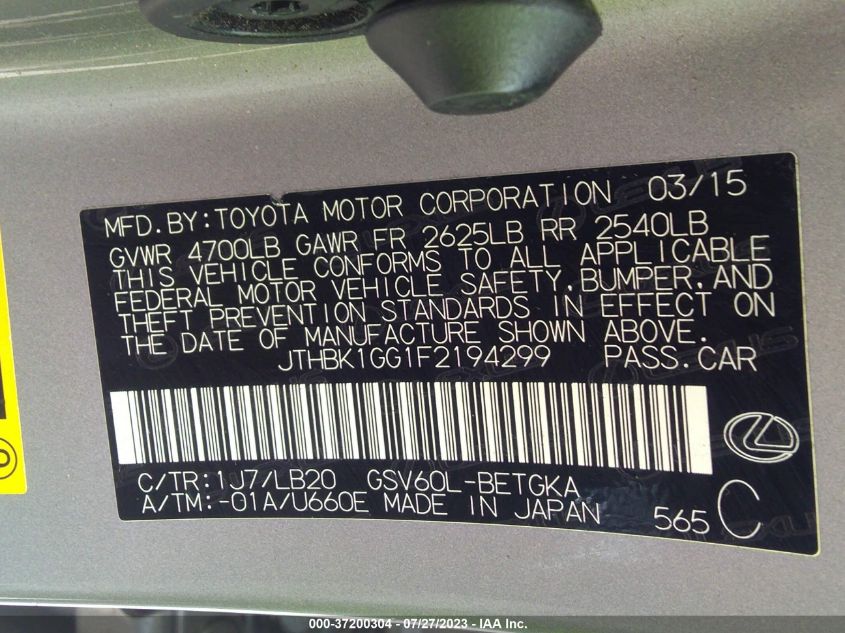 MFD.BY:TOYOTA MOTOR CORPORATION 03/15
GVWR 4700LB GAWR FR 2625LB RR 2540LB
THIS VEHICLE CONFORMS TO ALL APPLICABLE
FEDERAL MOTOR VEHICLE SAFETY,BUMPER,AND
THEFT PREVENTION STANDARDS IN EFFECT ON
THE DATE OF MANUFACTURE SHOWN ABOVE.
JTHBK1GG1F2194299 PASS.CAR
C/TR:1J7/LB20 GSV60L-BETGKA
A/TM:-01A/U660E MADE IN JAPAN 565 C
000-37200304 / 07/27/2023 - IAA Inc.